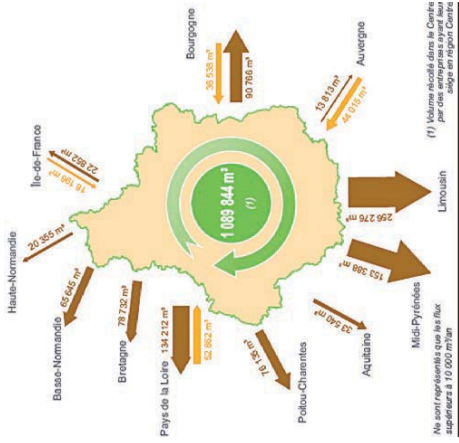 Haute-Normandie
20 355 m³
Île-de-France
22 852 m³
196 m³
Bourgogne
36 538 m³
90 766 m³
Basse-Normandie
65 645 m³
Bretagne
78 732 m³
Pays de la Loire
134 212 m³
52 862 m³
1 089 844 m³
(1)
Auvergne
13 813 m³
44 015 m³
Poitou-Charentes
76 m³
Aquitaine
33 540 m³
Midi-Pyrénées
153 388 m³
Limousin
256 276 m³
Ne sont représentés que les flux
supérieurs à 10 000 m³/an
(1) Volume récolté dans le Centre
par des entreprises ayant leur
siège en région Centre